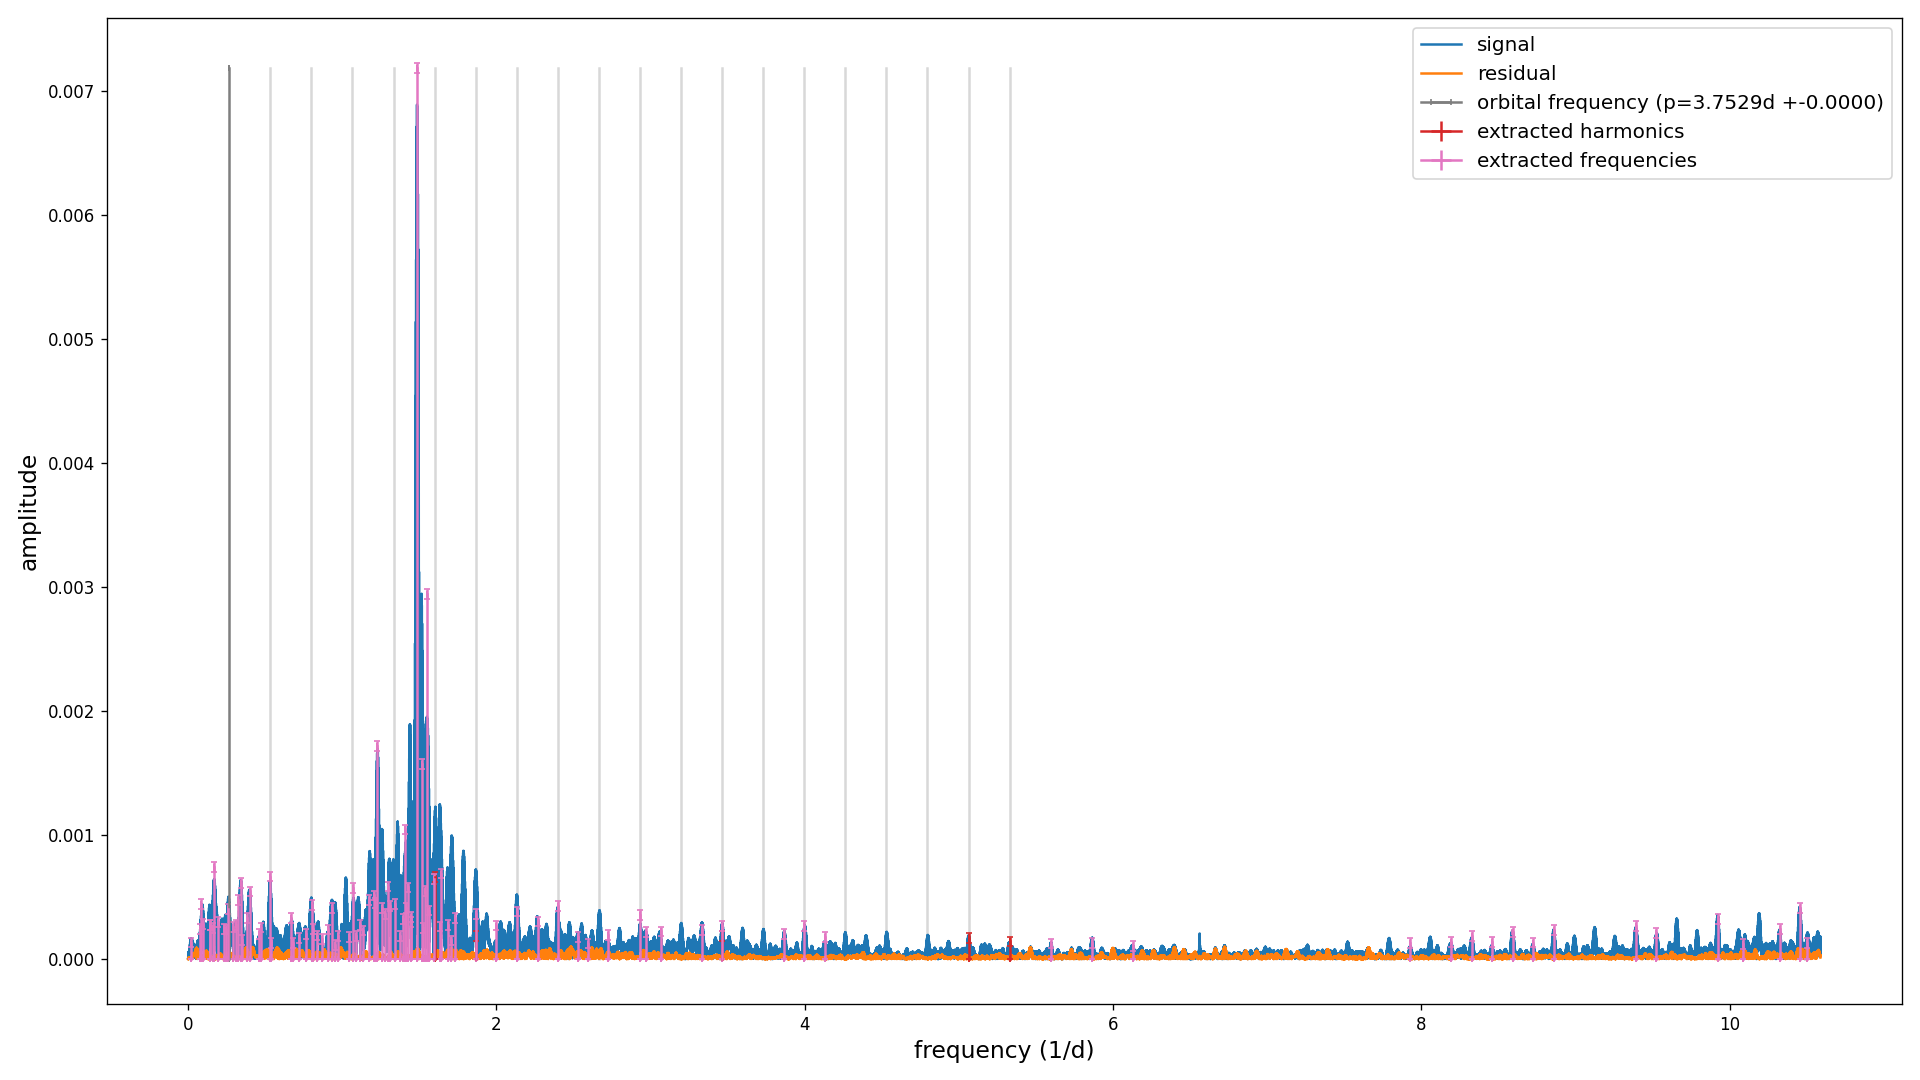 signal
residual
orbital frequency (p=3.7529d +-0.0000)
extracted harmonics
extracted frequencies
0.007
0.006
0.005
0.004
0.003
0.002
0.001
0.000
amplitude
0 2 4 6 8 10
frequency (1/d)